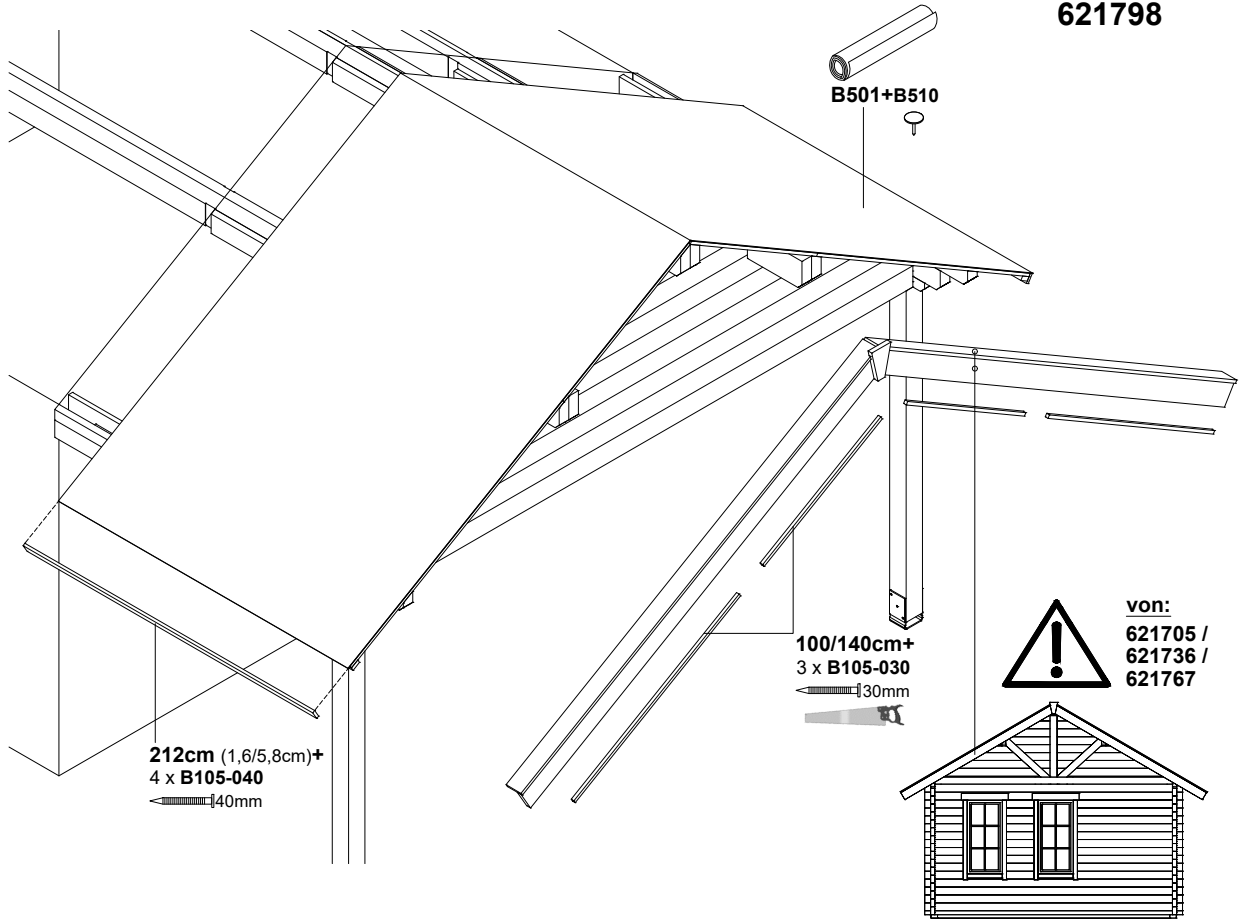 621798
B501+B510
von:
621705 /
621736 /
621767
100/140cm+
3 x B105-030
30mm
212cm (1,6/5,8cm)+
4 x B105-040
40mm